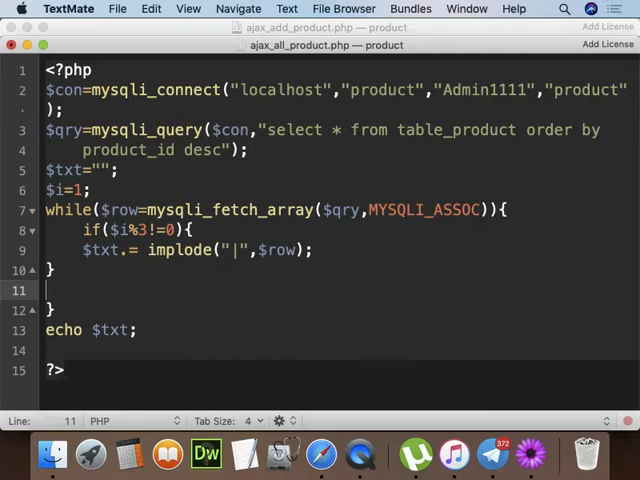 TextMate File Edit View Navigate Text File Browser Bundles Window Help
ajax_add_product.php — product Add License
ajax_all_product.php — product Add License
1 <?php
2 $con=mysqli_connect("localhost","product","Admin1111","product"
· );
3 $qry=mysqli_query($con,"select * from table_product order by
4 product_id desc");
5 $txt="";
6 $i=1;
7 while($row=mysqli_fetch_array($qry,MYSQLI_ASSOC)){
8 if($i%3!=0){
9 $txt.= implode("|",$row);
10 }
11
12 }
13 echo $txt;
14
15 ?>
Line: 11 PHP Tab Size: 4
Dw
372